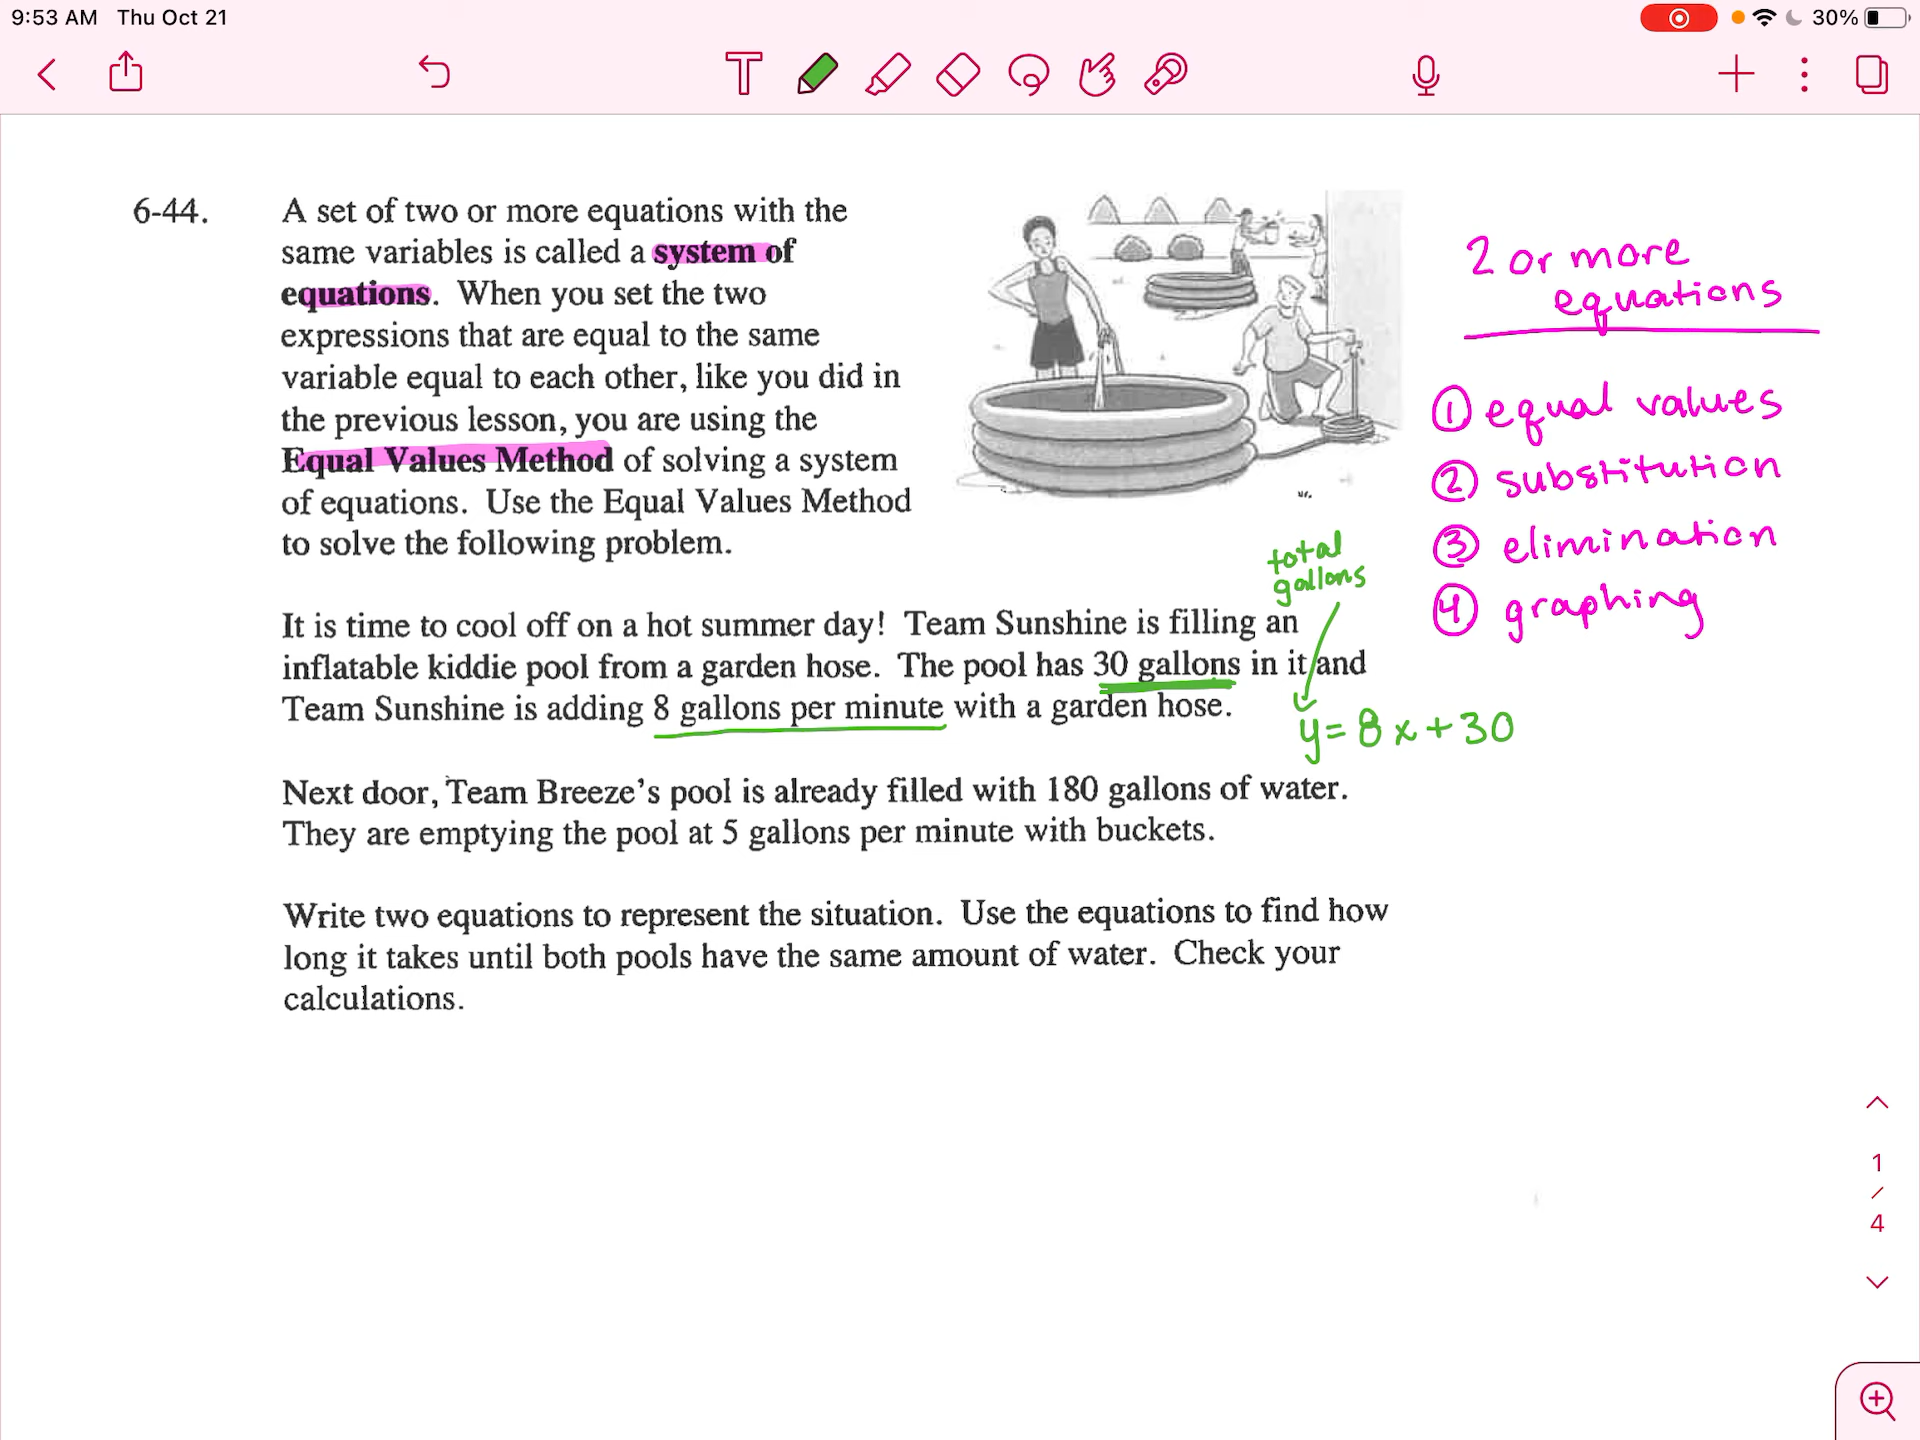 9:53 AM Thu Oct 21
30%
T
6-44.
A set of two or more equations with the
same variables is called a system of
equations. When you set the two
expressions that are equal to the same
variable equal to each other, like you did in
the previous lesson, you are using the
Equal Values Method of solving a system
of equations. Use the Equal Values Method
to solve the following problem.
2 or more
equations
① equal values
② substitution
③ elimination
④ graphing
total
gallons
It is time to cool off on a hot summer day! Team Sunshine is filling an
inflatable kiddie pool from a garden hose. The pool has 30 gallons in it and
Team Sunshine is adding 8 gallons per minute with a garden hose.
y = 8x + 30
Next door, Team Breeze’s pool is already filled with 180 gallons of water.
They are emptying the pool at 5 gallons per minute with buckets.
Write two equations to represent the situation. Use the equations to find how
long it takes until both pools have the same amount of water. Check your
calculations.
1
/
4